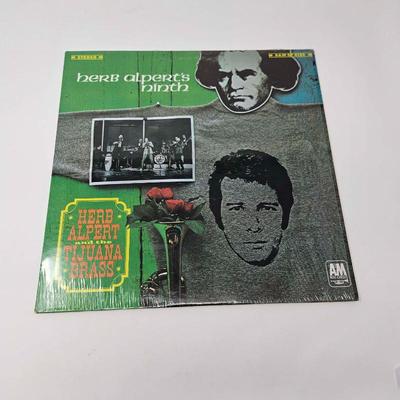 STEREO
herb alpert's
ninth
HERB
ALPERT
and the
TIJUANA
BRASS
A&M